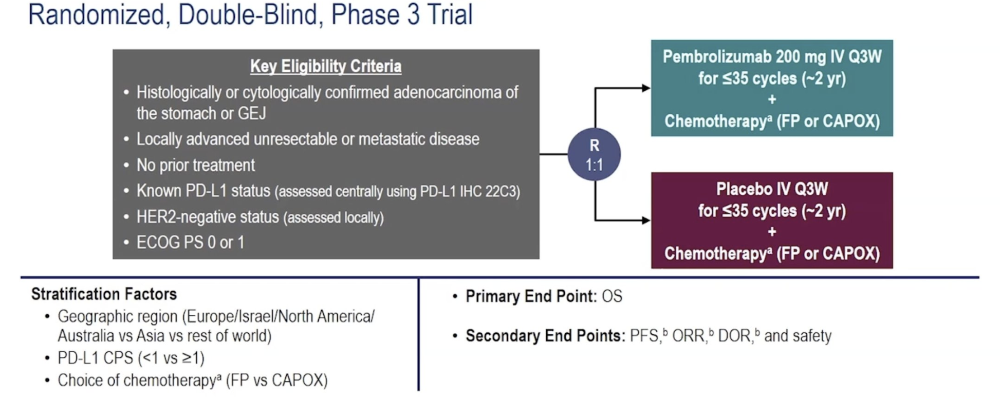 Randomized, Double-Blind, Phase 3 Trial
Key Eligibility Criteria
• Histologically or cytologically confirmed adenocarcinoma of
the stomach or GEJ
• Locally advanced unresectable or metastatic disease
• No prior treatment
• Known PD-L1 status (assessed centrally using PD-L1 IHC 22C3)
• HER2-negative status (assessed locally)
• ECOG PS 0 or 1
R
1:1
Pembrolizumab 200 mg IV Q3W
for ≤35 cycles (~2 yr)
+
Chemotherapyᵃ (FP or CAPOX)
Placebo IV Q3W
for ≤35 cycles (~2 yr)
+
Chemotherapyᵃ (FP or CAPOX)
Stratification Factors
• Geographic region (Europe/Israel/North America/
Australia vs Asia vs rest of world)
• PD-L1 CPS (<1 vs ≥1)
• Choice of chemotherapyᵃ (FP vs CAPOX)
• Primary End Point: OS
• Secondary End Points: PFS,ᵇ ORR,ᵇ DOR,ᵇ and safety